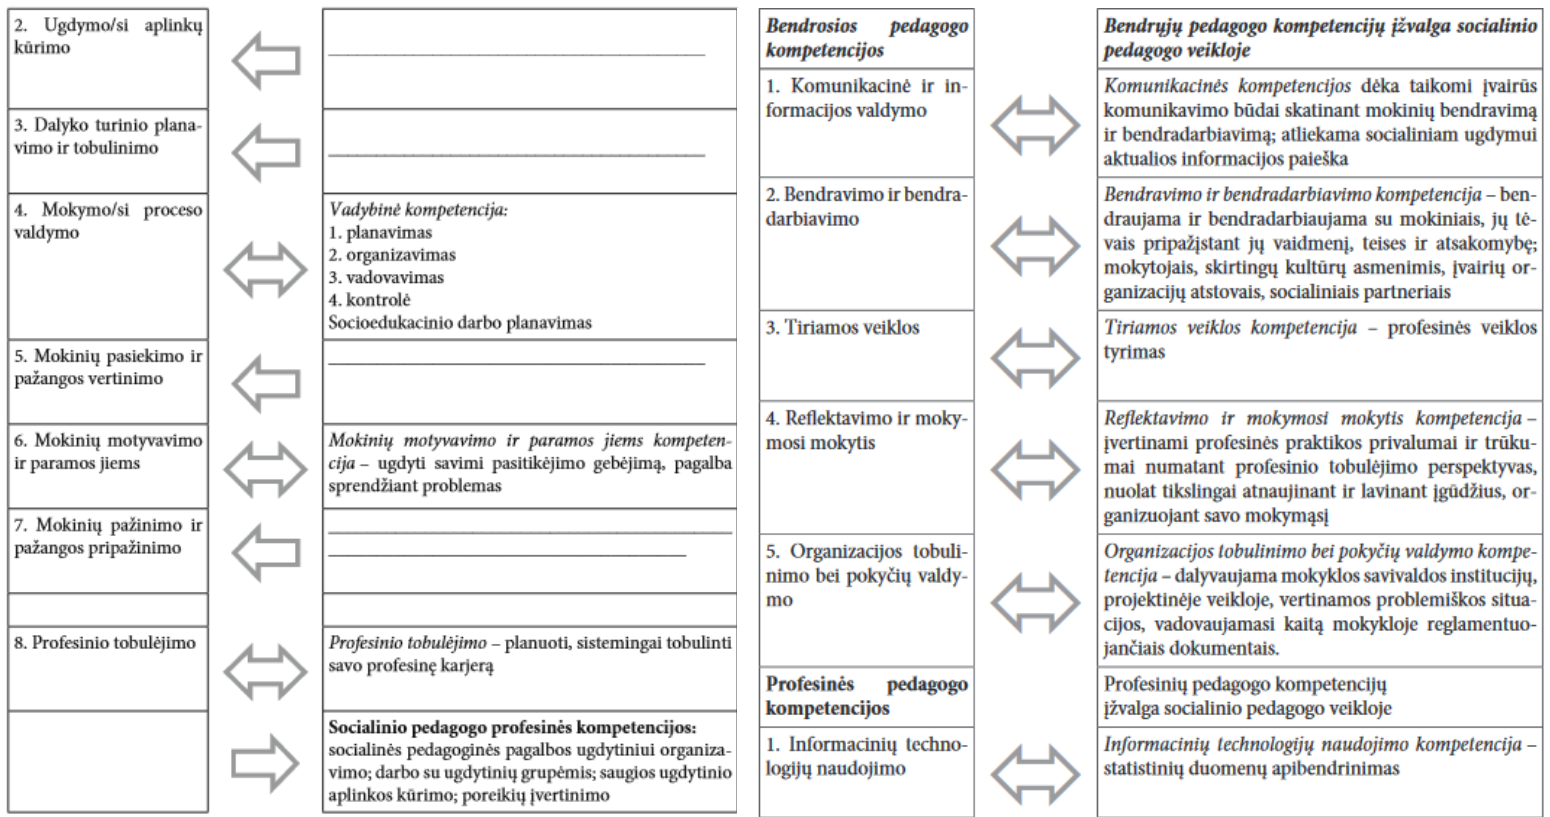 2. Ugdymo/si aplinkų
kūrimo
3. Dalyko turinio plana-
vimo ir tobulinimo
4. Mokymo/si proceso
valdymo
Vadybinė kompetencija:
1. planavimas
2. organizavimas
3. vadovavimas
4. kontrolė
Socioedukacinio darbo planavimas
5. Mokinių pasiekimo ir
pažangos vertinimo
6. Mokinių motyvavimo
ir paramos jiems
Mokinių motyvavimo ir paramos jiems kompeten-
cija – ugdyti savimi pasitikėjimo gebėjimą, pagalba
sprendžiant problemas
7. Mokinių pažinimo ir
pažangos pripažinimo
8. Profesinio tobulėjimo
Profesinio tobulėjimo – planuoti, sistemingai tobulinti
savo profesinę karjerą
Socialinio pedagogo profesinės kompetencijos:
socialinės pedagoginės pagalbos ugdytiniui organiza-
vimo; darbo su ugdytinių grupėmis; saugios ugdytinio
aplinkos kūrimo; poreikių įvertinimo
Bendrosios pedagogo
kompetencijos
Bendrųjų pedagogo kompetencijų įžvalga socialinio
pedagogo veikloje
1. Komunikacinė ir in-
formacijos valdymo
Komunikacinės kompetencijos dėka taikomi įvairūs
komunikavimo būdai skatinant mokinių bendravimą
ir bendradarbiavimą; atliekama socialiniam ugdymui
aktualios informacijos paieška
2. Bendravimo ir bendra-
darbiavimo
Bendravimo ir bendradarbiavimo kompetencija – ben-
draujama ir bendradarbiaujama su mokiniais, jų tė-
vais pripažįstant jų vaidmenį, teises ir atsakomybę;
mokytojais, skirtingų kultūrų asmenimis, įvairių or-
ganizacijų atstovais, socialiniais partneriais
3. Tiriamos veiklos
Tiriamos veiklos kompetencija – profesinės veiklos
tyrimas
4. Reflektavimo ir moky-
mosi mokytis
Reflektavimo ir mokymosi mokytis kompetencija –
įvertinami profesinės praktikos privalumai ir trūku-
mai numatant profesinio tobulėjimo perspektyvas,
nuolat tikslingai atnaujinant ir lavinant įgūdžius, or-
ganizuojant savo mokymąsį
5. Organizacijos tobuli-
nimo bei pokyčių valdy-
mo
Organizacijos tobulinimo bei pokyčių valdymo kompe-
tencija – dalyvaujama mokyklos savivaldos institucijų,
projektinėje veikloje, vertinamos problemiškos situa-
cijos, vadovaujamasi kaitą mokykloje reglamentuo-
jančiais dokumentais.
Profesinės pedagogo
kompetencijos
Profesinių pedagogo kompetencijų
įžvalga socialinio pedagogo veikloje
1. Informacinių techno-
logijų naudojimo
Informacinių technologijų naudojimo kompetencija –
statistinių duomenų apibendrinimas